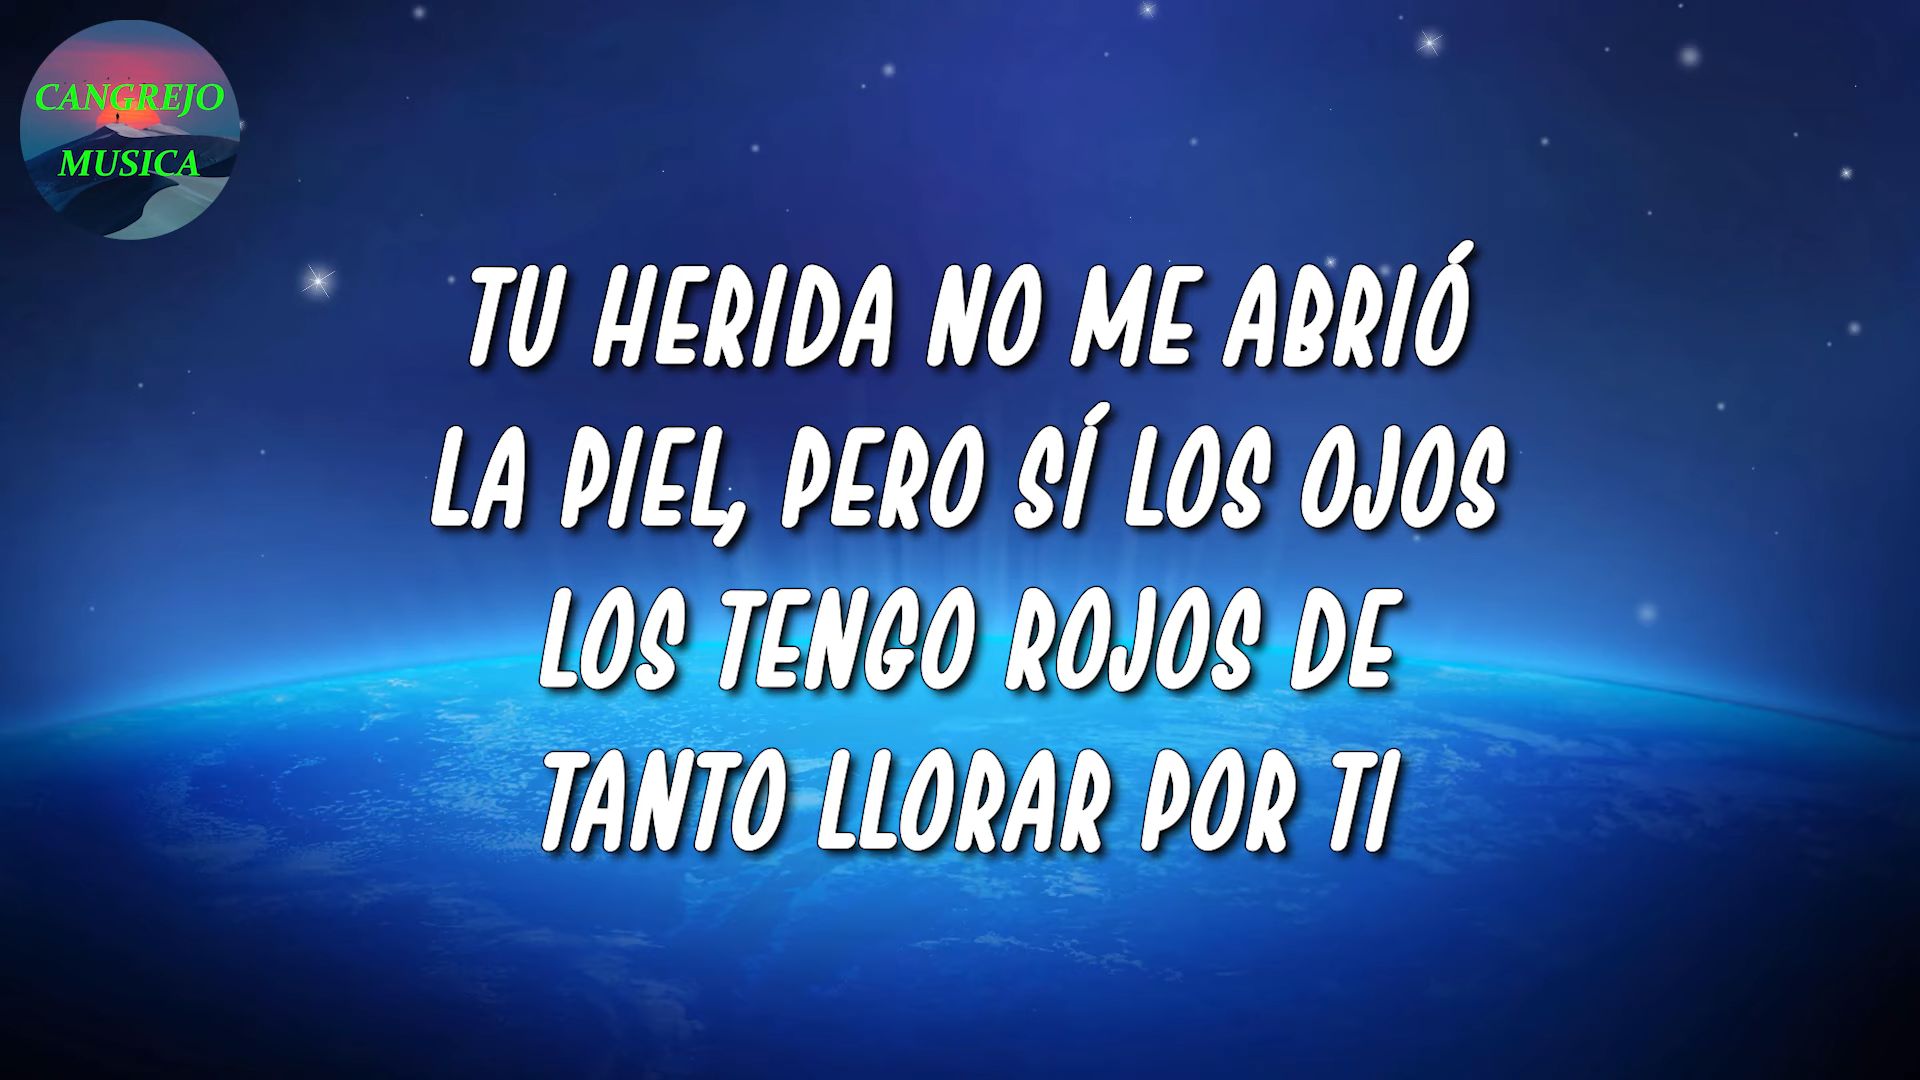 CANGREJO
MUSICA
TU HERIDA NO ME ABRIÓ
LA PIEL, PERO SÍ LOS OJOS
LOS TENGO ROJOS DE
TANTO LLORAR POR TI